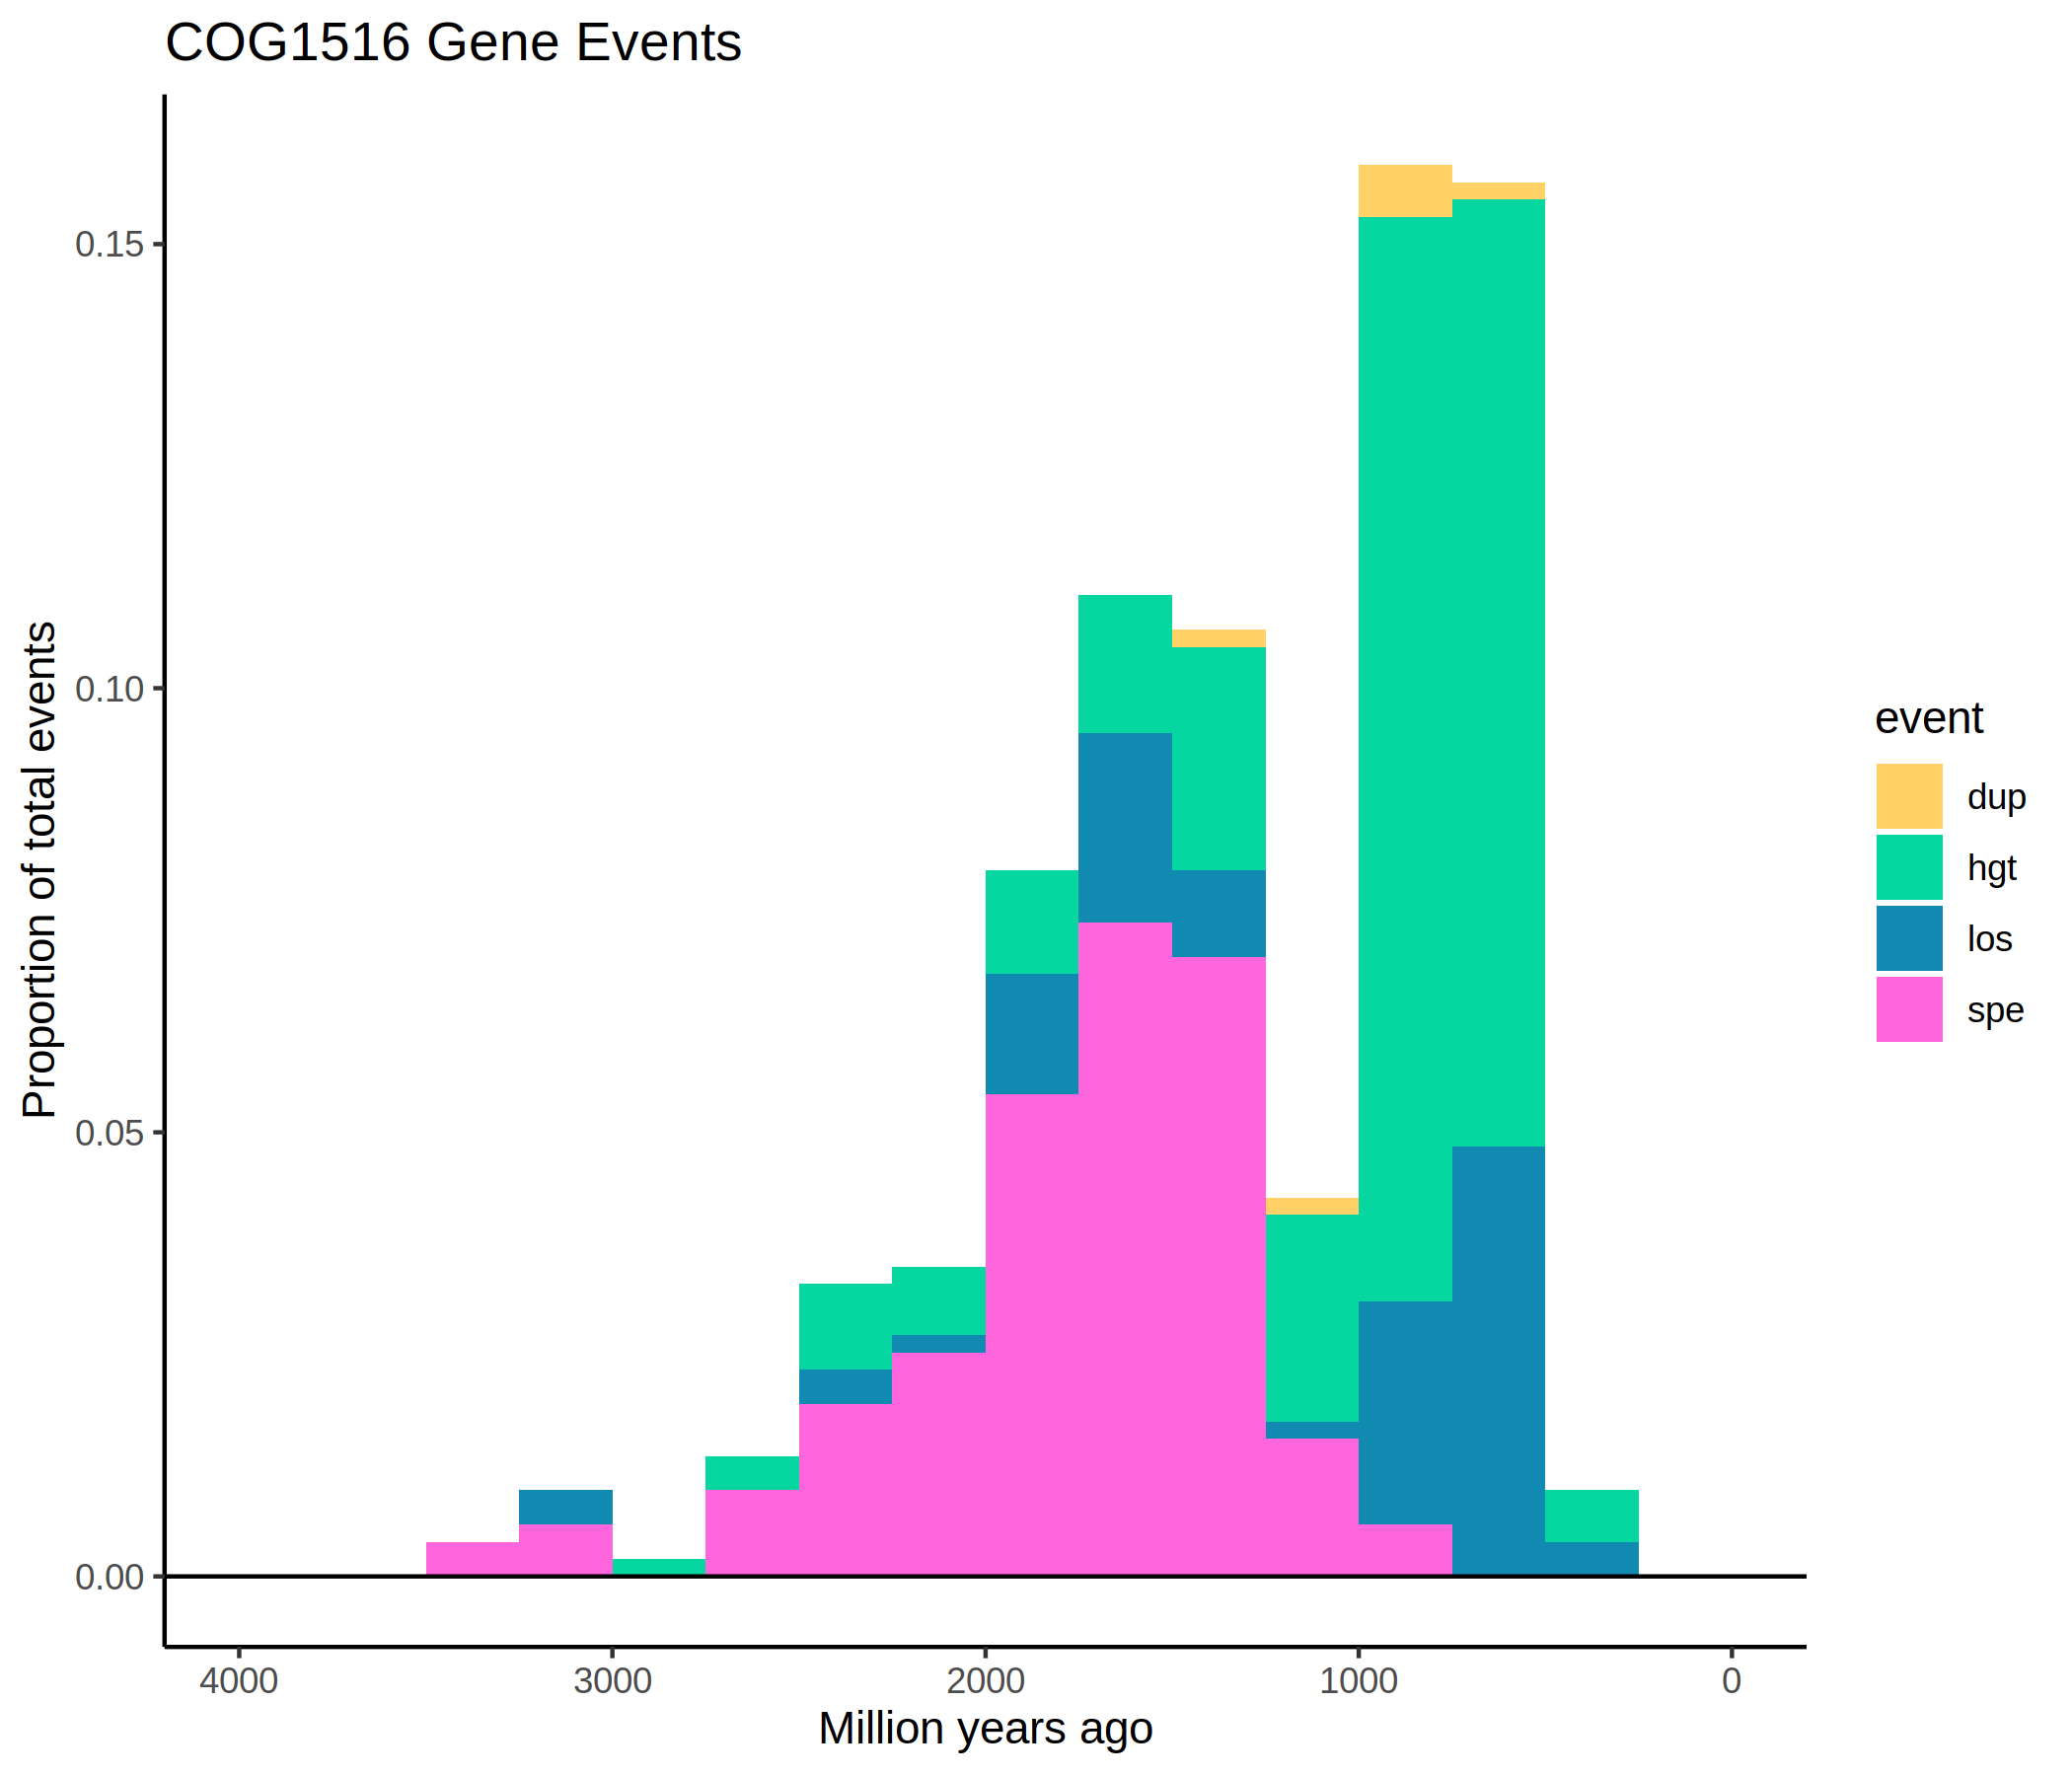 COG1516 Gene Events
Proportion of total events
0.15
0.10
0.05
0.00
4000 3000 2000 1000 0
Million years ago
event
dup
hgt
los
spe